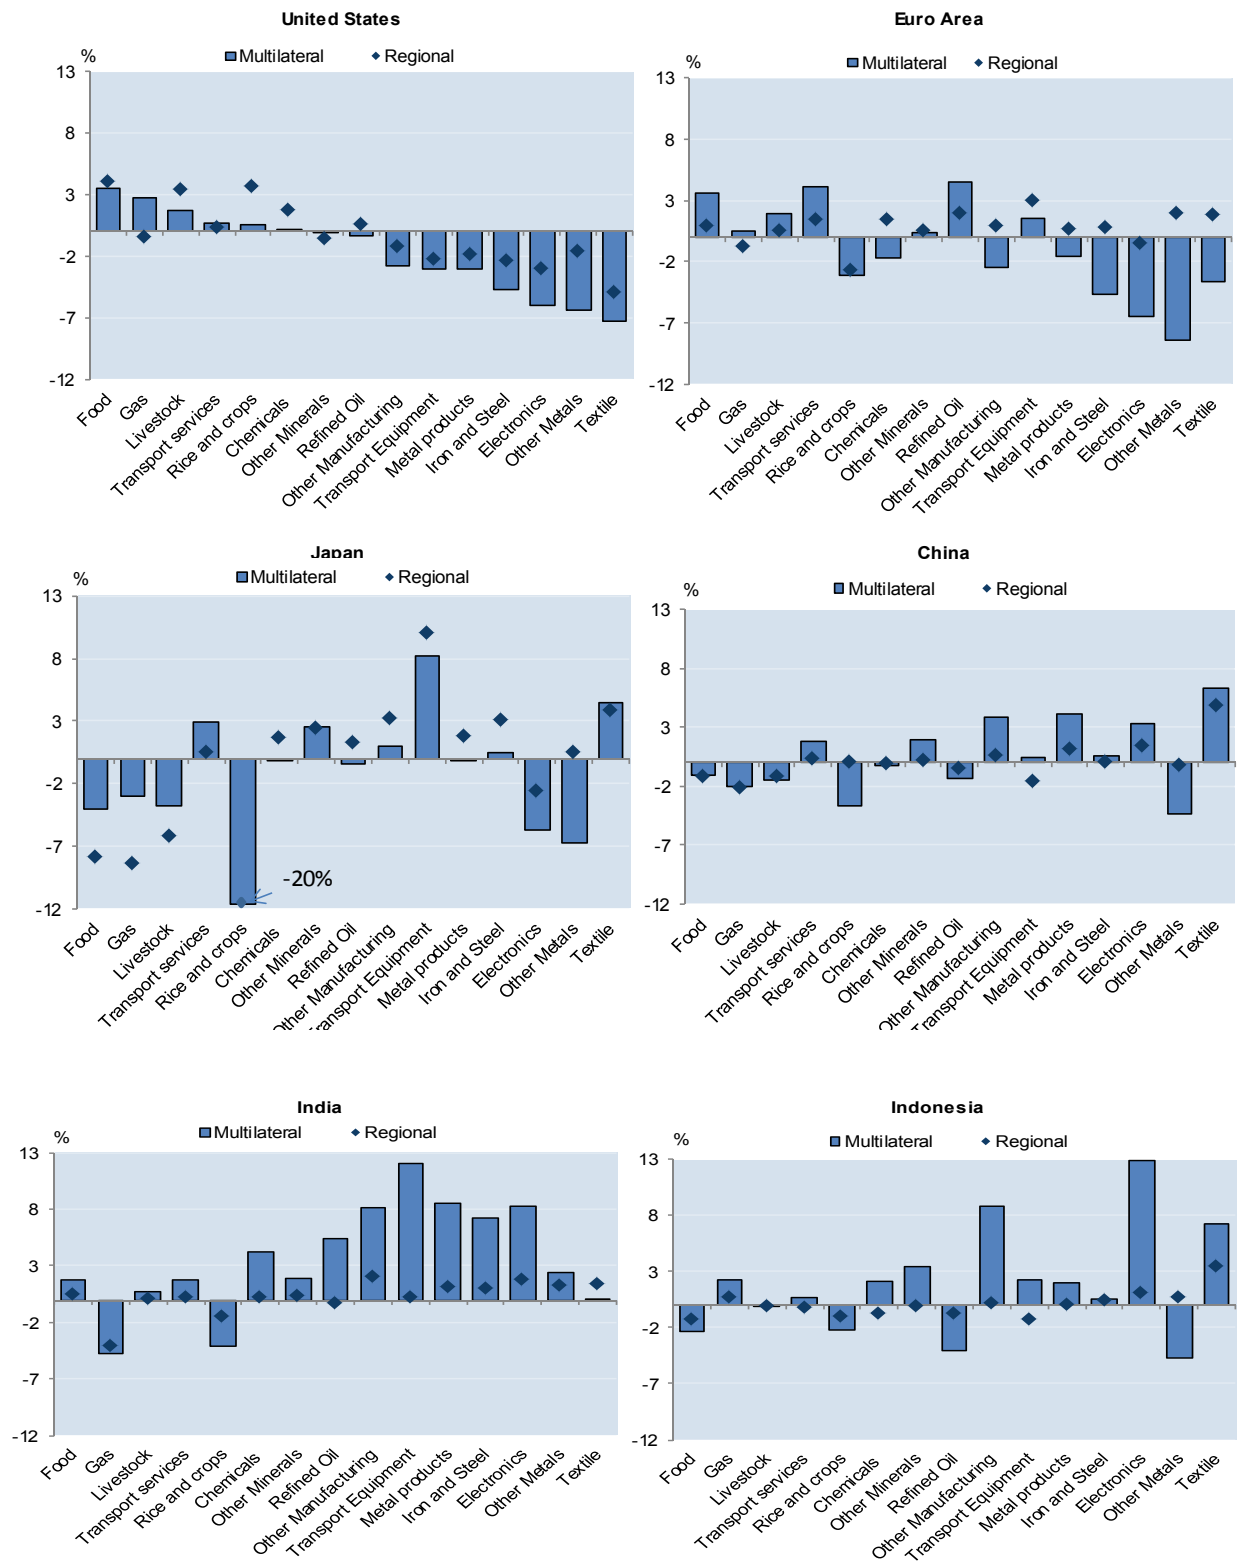 United States
Euro Area
% Multilateral Regional
% Multilateral Regional
13
8
3
-2
-7
-12
13
8
3
-2
-7
-12
Food
Gas
Livestock
Transport services
Rice and crops
Chemicals
Other Minerals
Refined Oil
Other Manufacturing
Transport Equipment
Metal products
Iron and Steel
Electronics
Other Metals
Textile
Food
Gas
Livestock
Transport services
Rice and crops
Chemicals
Other Minerals
Refined Oil
Other Manufacturing
Transport Equipment
Metal products
Iron and Steel
Electronics
Other Metals
Textile
Japan
China
% Multilateral Regional
% Multilateral Regional
13
8
3
-2
-7
-12
-20%
13
8
3
-2
-7
-12
Food
Gas
Livestock
Transport services
Rice and crops
Chemicals
Other Minerals
Refined Oil
Other Manufacturing
Transport Equipment
Metal products
Iron and Steel
Electronics
Other Metals
Textile
Food
Gas
Livestock
Transport services
Rice and crops
Chemicals
Other Minerals
Refined Oil
Other Manufacturing
Transport Equipment
Metal products
Iron and Steel
Electronics
Other Metals
Textile
India
Indonesia
% Multilateral Regional
% Multilateral Regional
13
8
3
-2
-7
-12
13
8
3
-2
-7
-12
Food
Gas
Livestock
Transport services
Rice and crops
Chemicals
Other Minerals
Refined Oil
Other Manufacturing
Transport Equipment
Metal products
Iron and Steel
Electronics
Other Metals
Textile
Food
Gas
Livestock
Transport services
Rice and crops
Chemicals
Other Minerals
Refined Oil
Other Manufacturing
Transport Equipment
Metal products
Iron and Steel
Electronics
Other Metals
Textile